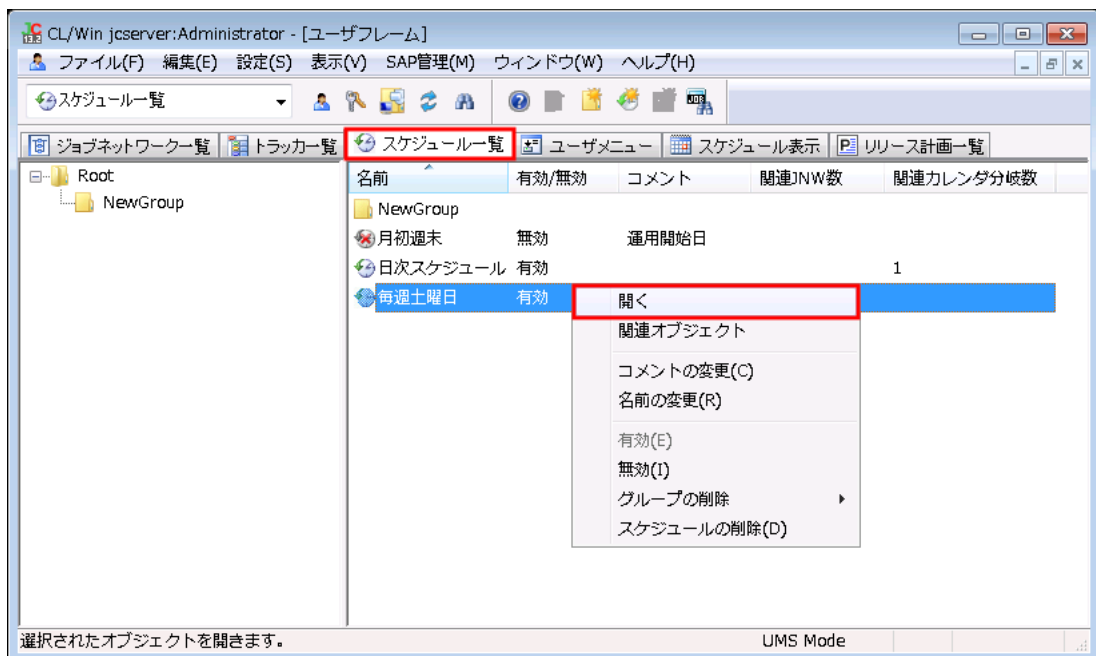 CL/Win jcserver:Administrator - [ユーザフレーム]
ファイル(F) 編集(E) 設定(S) 表示(V) SAP管理(M) ウィンドウ(W) ヘルプ(H)
スケジュール一覧
ジョブネットワーク一覧 トラッカ一覧 スケジュール一覧 ユーザメニュー スケジュール表示 リリース計画一覧
Root
NewGroup
名前 有効/無効 コメント 関連JNW数 関連カレンダ分岐数
NewGroup
月初週末 無効 運用開始日
日次スケジュール 有効 1
毎週土曜日 有効
開く
関連オブジェクト
コメントの変更(C)
名前の変更(R)
有効(E)
無効(I)
グループの削除
スケジュールの削除(D)
選択されたオブジェクトを開きます。 UMS Mode